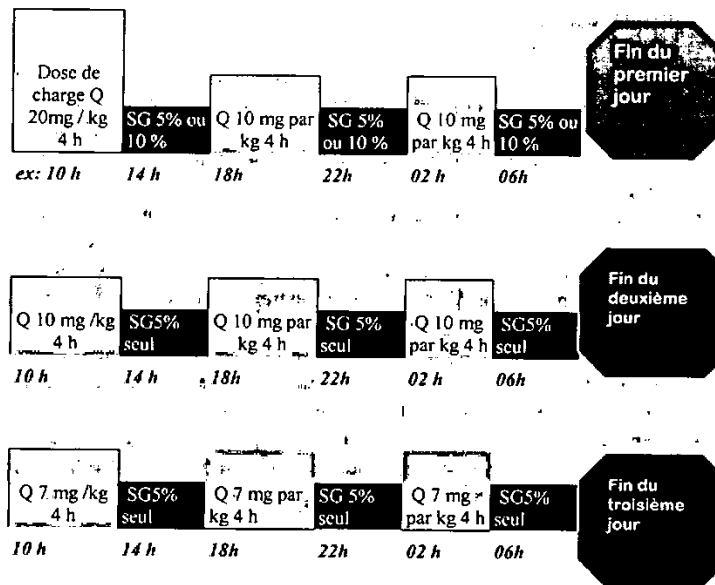 Dose de
charge Q
20mg / kg
4 h
SG 5% ou
10 %
Q 10 mg par
kg 4 h
SG 5%
ou 10 %
Q 10 mg
par kg 4 h
SG 5% ou
10 %
Fin du
premier
jour
ex: 10 h
14 h
18h
22h
02 h
06h
Q 10 mg /kg
4 h
SG5%
seul
Q 10 mg par
kg 4 h
SG 5%
seul
Q 10 mg
par kg 4 h
SG5%
seul
Fin du
deuxième
jour
10 h
14 h
18h
22h
02 h
06h
Q 7 mg /kg
4 h
SG5%
seul
Q 7 mg par
kg 4 h
SG 5%
seul
Q 7 mg
par kg 4 h
SG5%
seul
Fin du
troisième
jour
10 h
14 h
18h
22h
02 h
06h